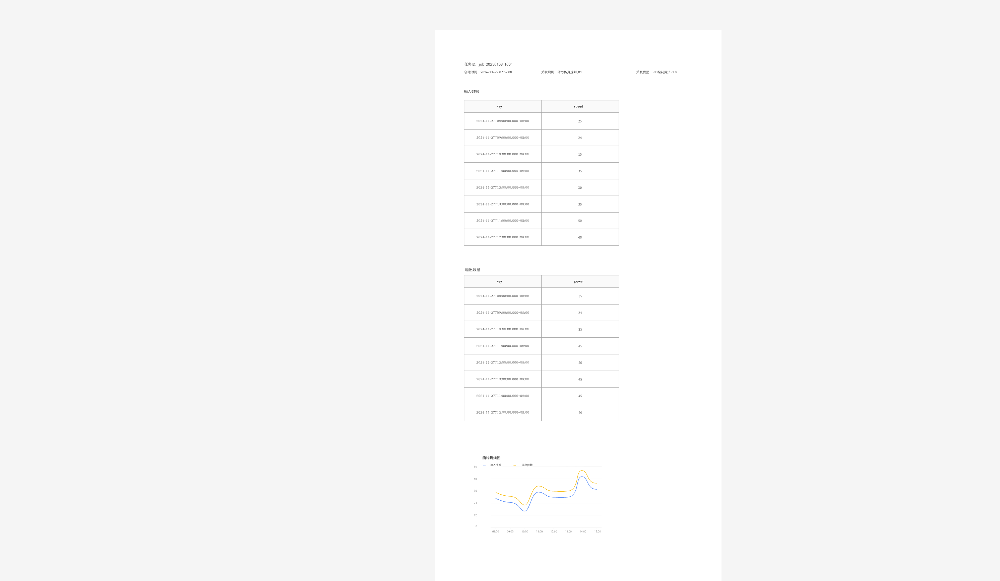 任务ID: job_20250108_1001
创建时间: 2024-11-27 07:57:00 关联规则: 动力仿真规则_01 关联模型: PID控制算法v1.0
输入数据
key speed
2024-11-27T08:00:00.000+08:00 25
2024-11-27T09:00:00.000+08:00 24
2024-11-27T10:00:00.000+08:00 15
2024-11-27T11:00:00.000+08:00 35
2024-11-27T12:00:00.000+08:00 30
2024-11-27T13:00:00.000+08:00 35
2024-11-27T11:00:00.000+08:00 50
2024-11-27T12:00:00.000+08:00 40
输出数据
key power
2024-11-27T08:00:00.000+08:00 35
2024-11-27T09:00:00.000+08:00 34
2024-11-27T10:00:00.000+08:00 25
2024-11-27T11:00:00.000+08:00 45
2024-11-27T12:00:00.000+08:00 40
2024-11-27T13:00:00.000+08:00 45
2024-11-27T11:00:00.000+08:00 45
2024-11-27T12:00:00.000+08:00 40
曲线折线图
输入曲线 输出曲线
60
48
36
24
12
0
08:00 09:00 10:00 11:00 12:00 13:00 14:00 15:00